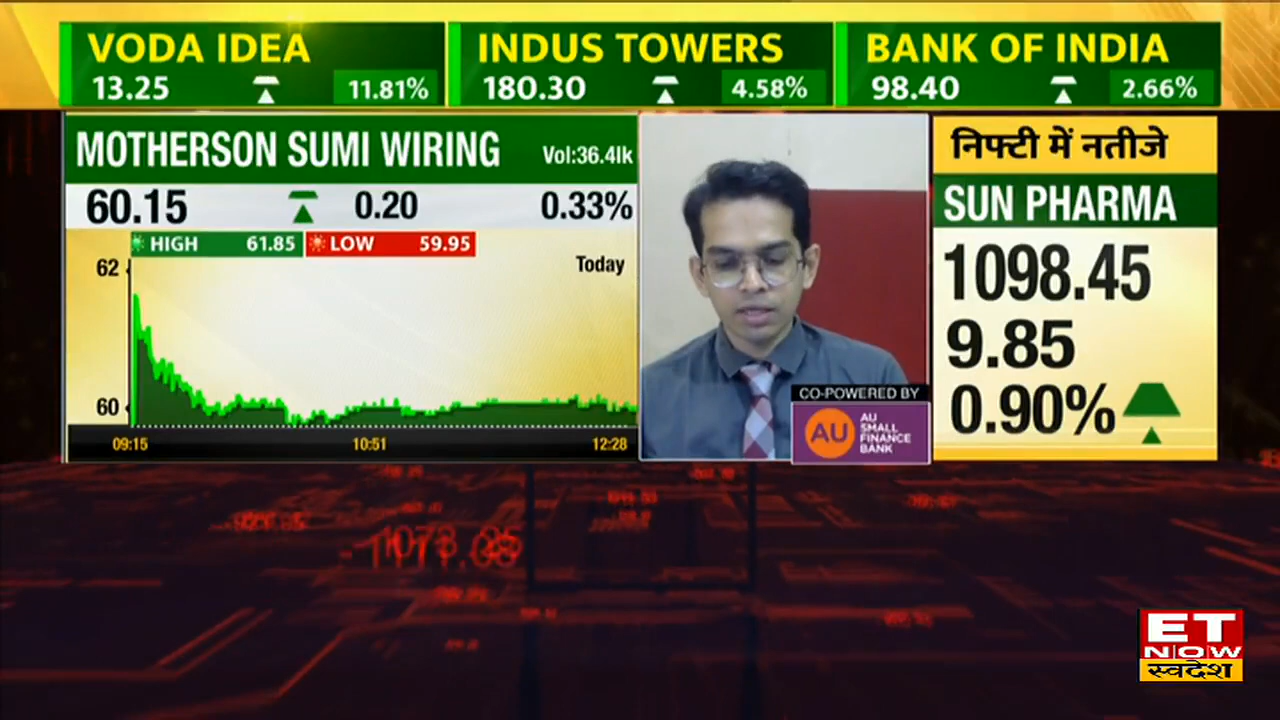 VODA IDEA
13.25 11.81%
INDUS TOWERS
180.30 4.58%
BANK OF INDIA
98.40 2.66%
MOTHERSON SUMI WIRING Vol:36.4lk
60.15 0.20 0.33%
HIGH 61.85 LOW 59.95
Today
62
60
09:15 10:51 12:28
CO-POWERED BY
AU
AU
SMALL
FINANCE
BANK
निफ्टी में नतीजे
SUN PHARMA
1098.45
9.85
0.90%
ET
NOW
स्वदेश